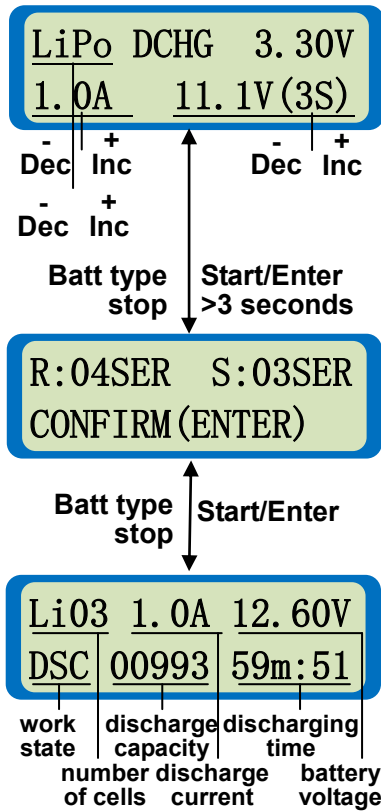 LiPo DCHG 3.30V
1.0A 11.1V(3S)
- + - +
Dec Inc Dec Inc
- +
Dec Inc
Batt type Start/Enter
stop >3 seconds
R:04SER S:03SER
CONFIRM(ENTER)
Batt type Start/Enter
stop
Li03 1.0A 12.60V
DSC 00993 59m:51
work discharge discharging
state capacity time
number discharge battery
of cells current voltage